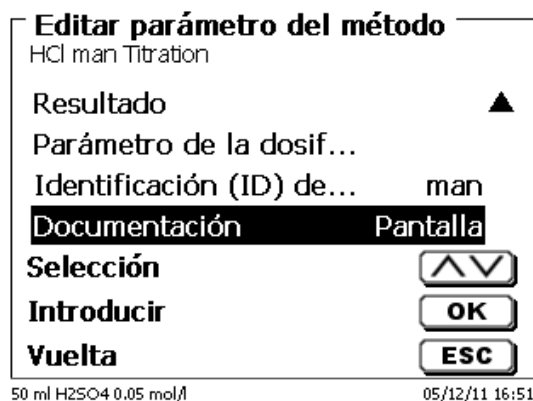 Editar parámetro del método
HCl man Titration
Resultado
Parámetro de la dosif...
Identificación (ID) de... man
Documentación Pantalla
Selección
Introducir OK
Vuelta ESC
50 ml H2SO4 0.05 mol/l 05/12/11 16:51